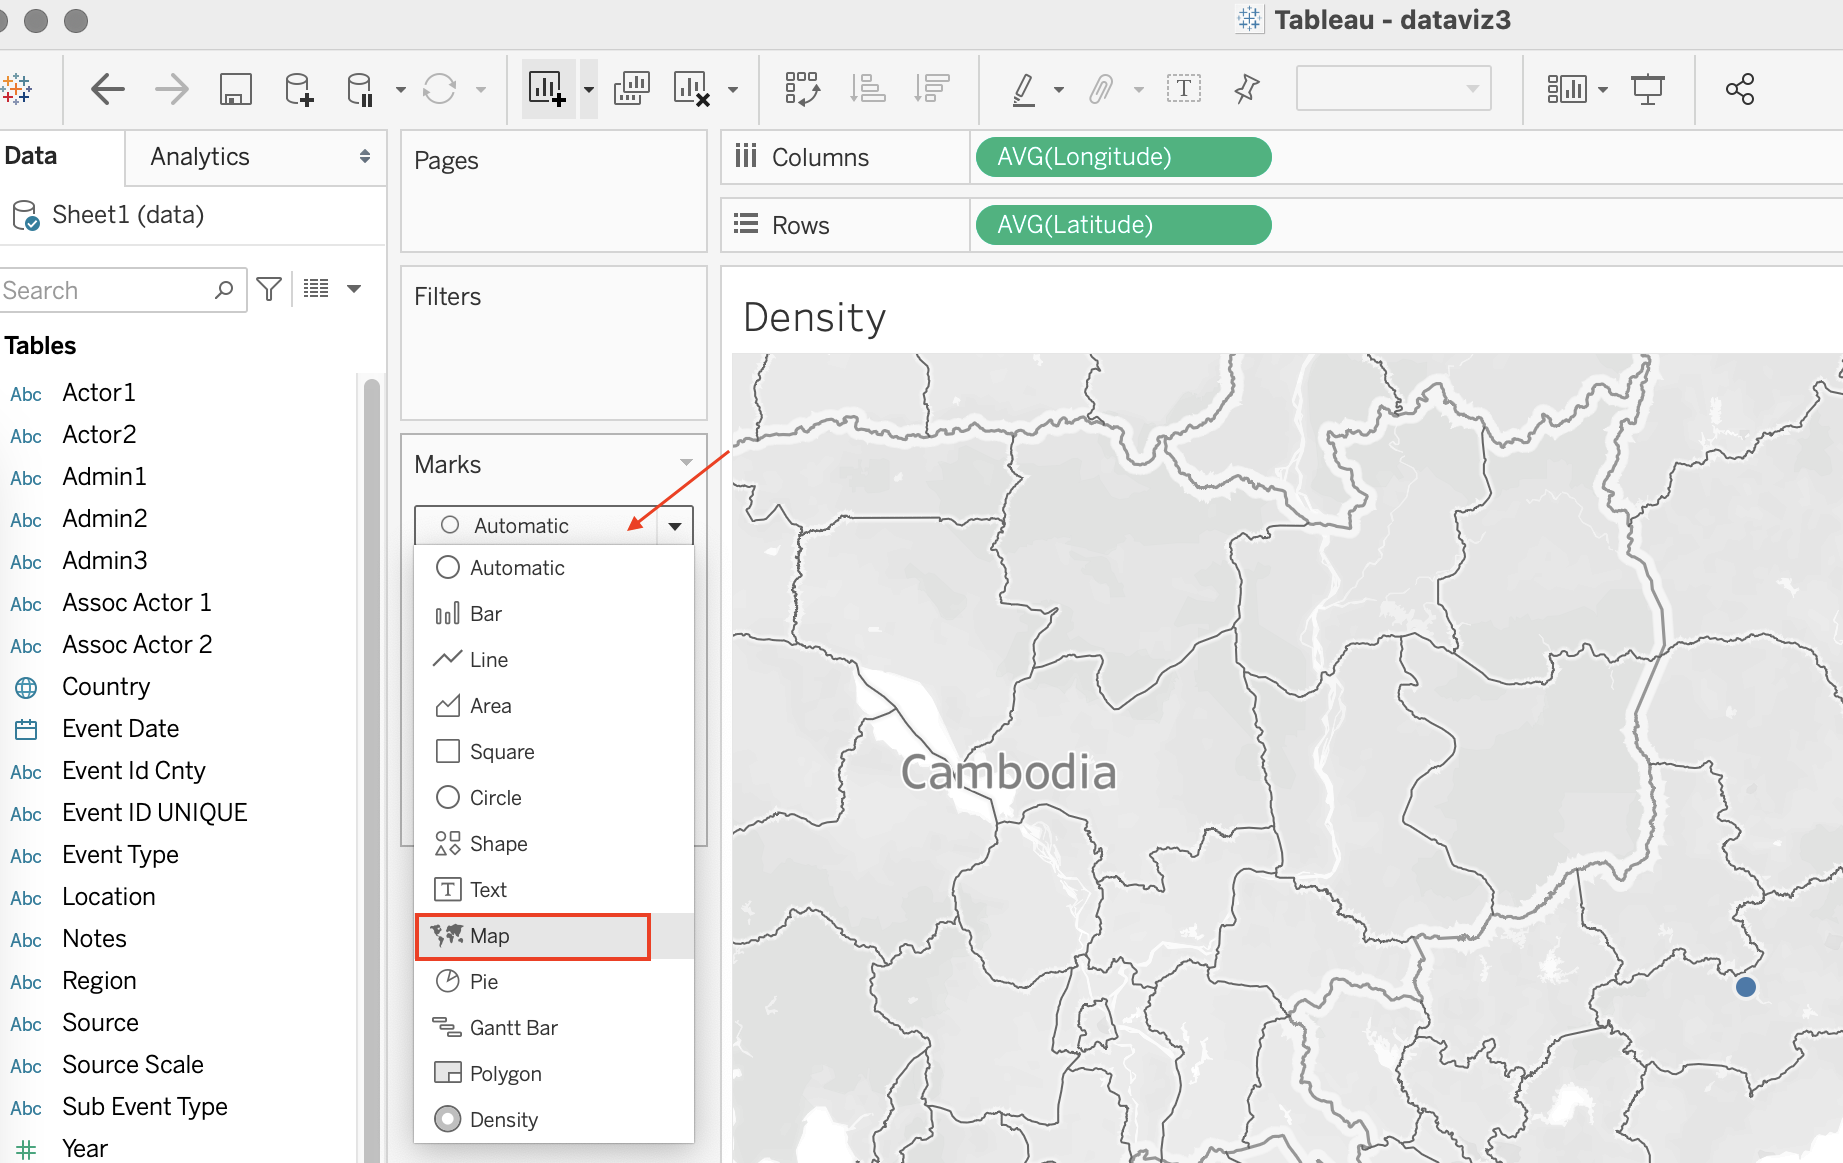 Tableau - dataviz3
Data
Analytics
Sheet1 (data)
Search
Tables
Abc Actor1
Abc Actor2
Abc Admin1
Abc Admin2
Abc Admin3
Abc Assoc Actor 1
Abc Assoc Actor 2
Country
Event Date
Abc Event Id Cnty
Abc Event ID UNIQUE
Abc Event Type
Abc Location
Abc Notes
Abc Region
Abc Source
Abc Source Scale
Abc Sub Event Type
# Year
Pages
Filters
Marks
Automatic
Automatic
Bar
Line
Area
Square
Circle
Shape
T Text
Map
Pie
Gantt Bar
Polygon
Density
T
Columns
AVG(Longitude)
Rows
AVG(Latitude)
Density
Cambodia